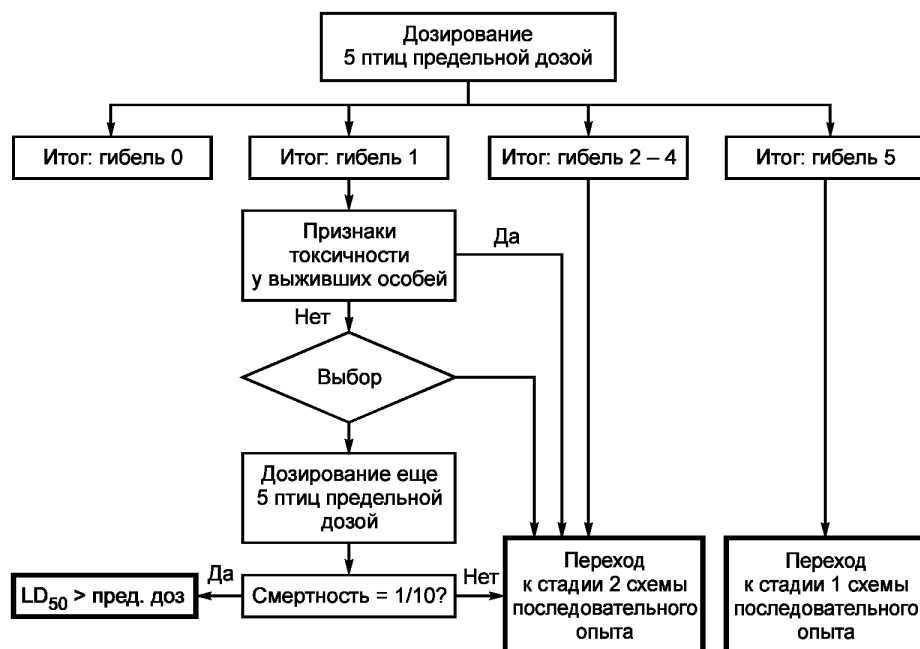 Дозирование
5 птиц предельной дозой
Итог: гибель 0
Итог: гибель 1
Итог: гибель 2 – 4
Итог: гибель 5
Признаки
токсичности
у выживших особей
Да
Нет
Выбор
Дозирование еще
5 птиц предельной
дозой
Смертность = 1/10?
Да
Нет
LD50 > пред. доз
Переход
к стадии 2 схемы
последовательного
опыта
Переход
к стадии 1 схемы
последовательного
опыта